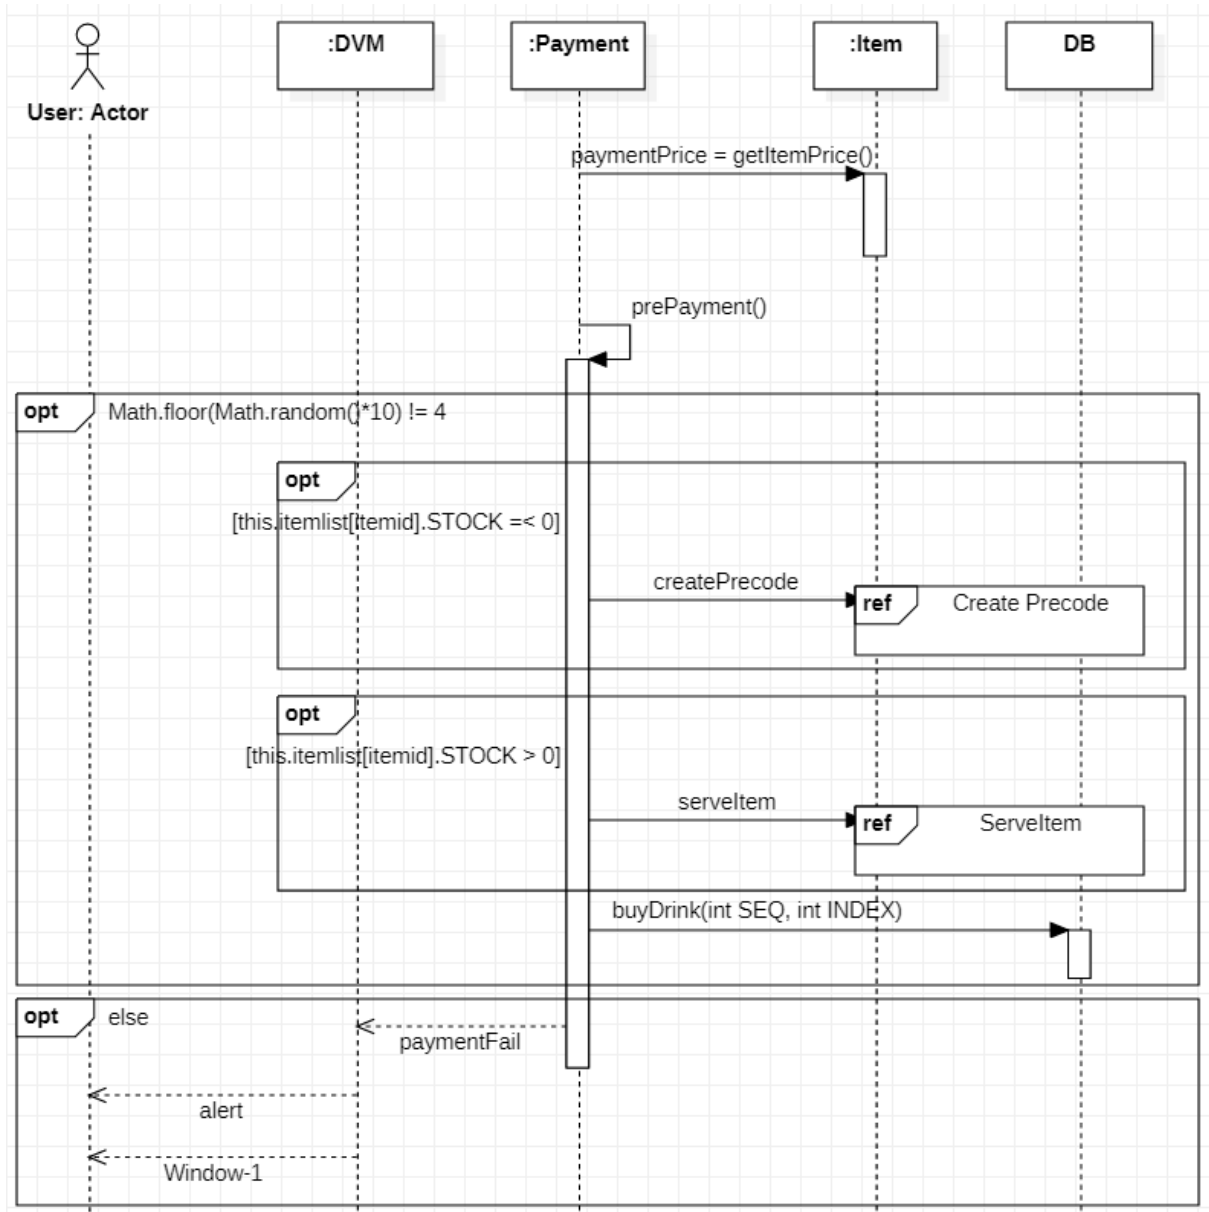 :DVM
:Payment
:Item
DB
User: Actor
paymentPrice = getItemPrice()
prePayment()
opt
Math.floor(Math.random()*10) != 4
opt
[this.itemlist[itemid].STOCK =< 0]
createPrecode
ref
Create Precode
opt
[this.itemlist[itemid].STOCK > 0]
serveItem
ref
ServeItem
buyDrink(int SEQ, int INDEX)
opt
else
paymentFail
alert
Window-1